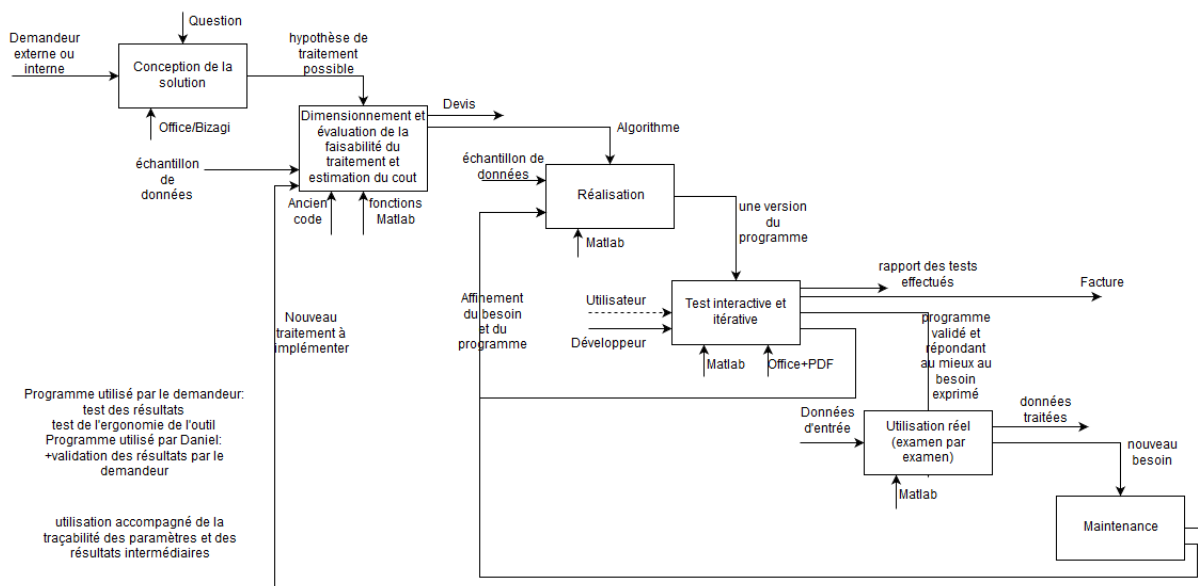 Question
Demandeur
externe ou
interne
Conception de la
solution
hypothèse de
traitement
possible
Office/Bizagi
Dimensionnement et
évaluation de la
faisabilité du
traitement et
estimation du cout
Devis
Algorithme
échantillon
de
données
Ancien
code
fonctions
Matlab
échantillon de
données
Réalisation
Matlab
une version
du
programme
Nouveau
traitement à
implémenter
Affinement
du besoin
et du
programme
Utilisateur
Développeur
Test interactive et
itérative
Matlab
Office+PDF
rapport des tests
effectués
Facture
programme
validé et
répondant
au mieux au
besoin
exprimé
Données
d'entrée
Utilisation réel
(examen par
examen)
Matlab
données
traitées
nouveau
besoin
Maintenance
Programme utilisé par le demandeur:
test des résultats
test de l'ergonomie de l'outil
Programme utilisé par Daniel:
+validation des résultats par le
demandeur
utilisation accompagné de la
traçabilité des paramètres et des
résultats intermédiaires